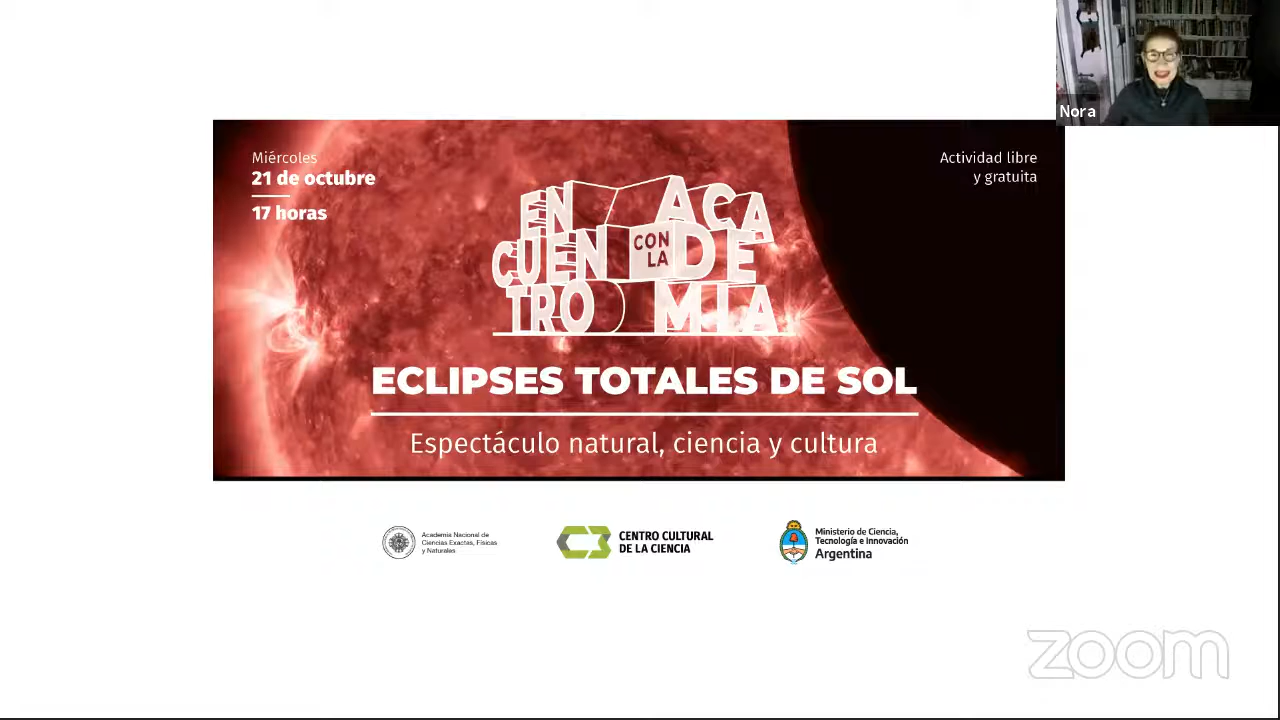 Nora
Miércoles
21 de octubre
17 horas
Actividad libre
y gratuita
EN
CUEN
TRO
CON
LA
ACA
DE
MIA
ECLIPSES TOTALES DE SOL
Espectáculo natural, ciencia y cultura
Academia Nacional de
Ciencias Exactas, Físicas
y Naturales
CENTRO CULTURAL
DE LA CIENCIA
Ministerio de Ciencia,
Tecnología e Innovación
Argentina
zoom